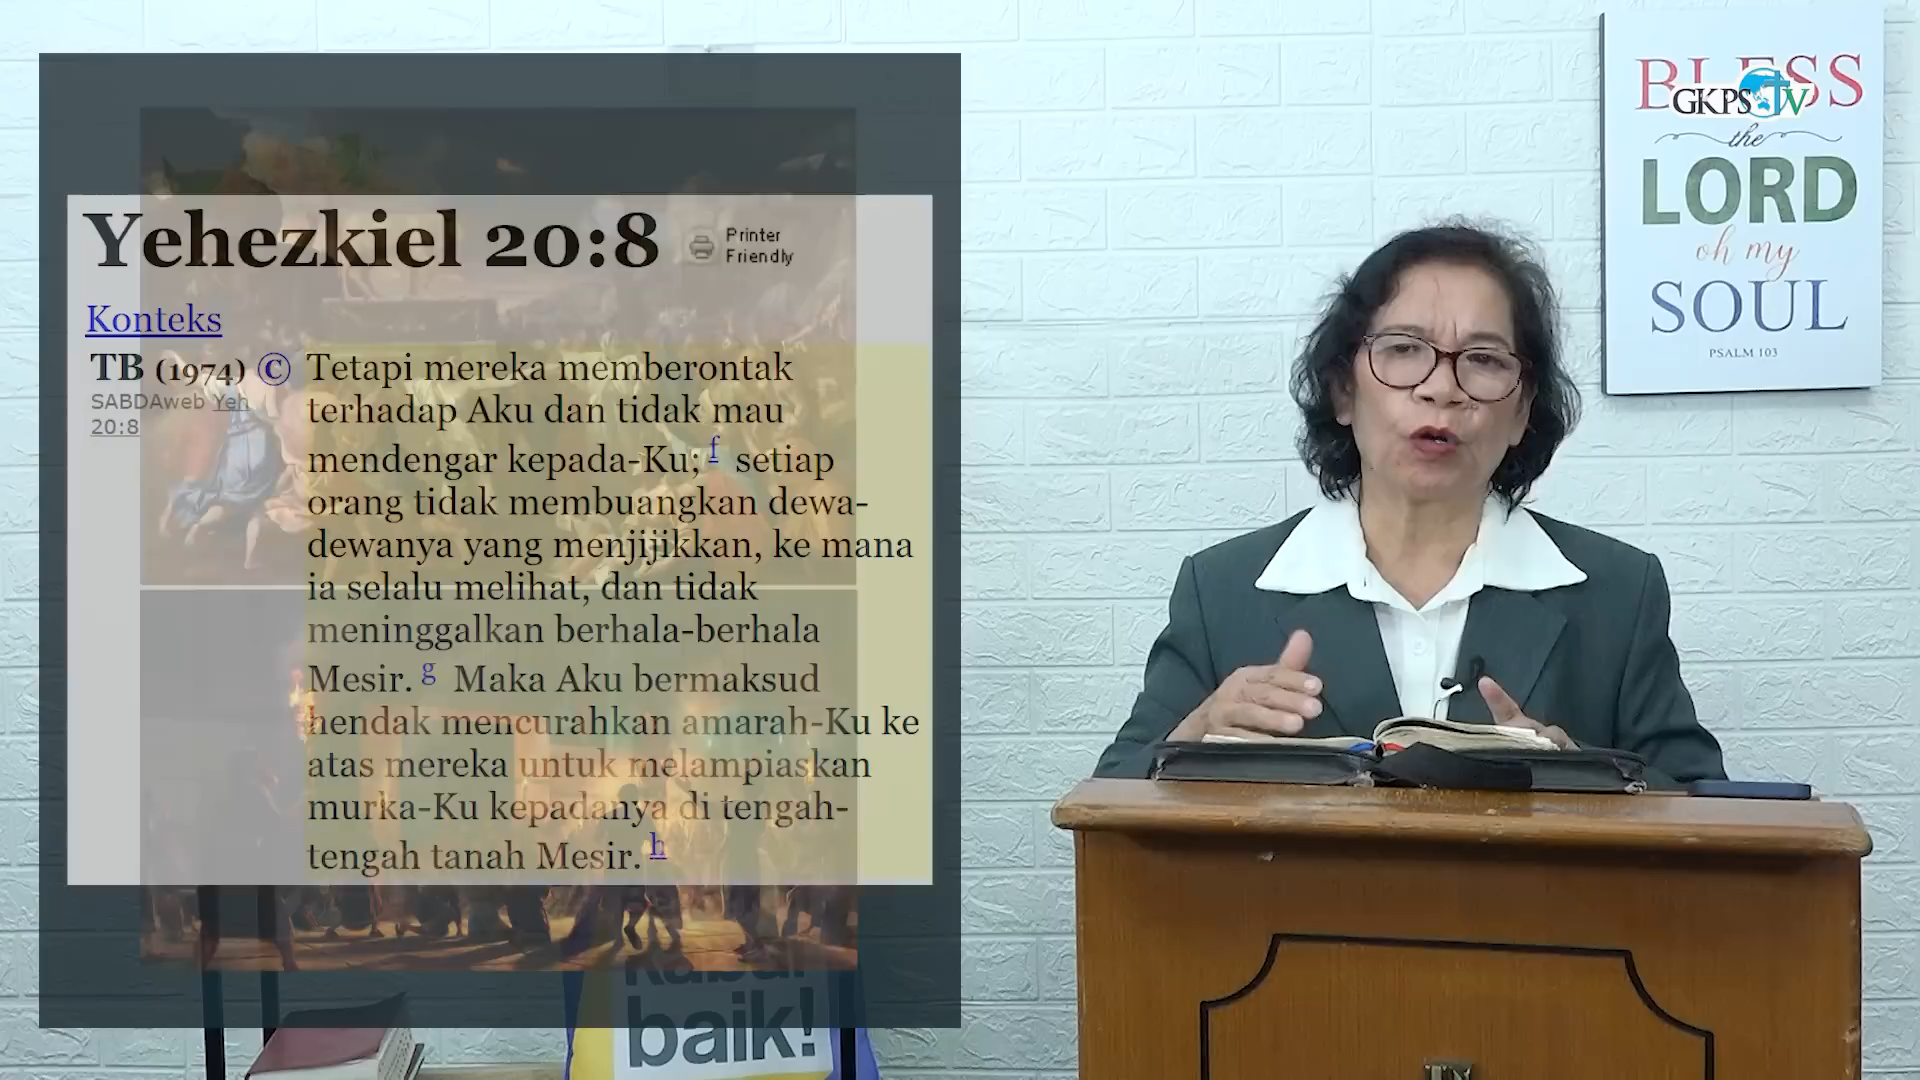 Yehezkiel 20:8
Printer
Friendly
Konteks
TB (1974) ©
SABDAweb Yeh
20:8
Tetapi mereka memberontak
terhadap Aku dan tidak mau
mendengar kepada-Ku; f setiap
orang tidak membuangkan dewa-
dewanya yang menjijikkan, ke mana
ia selalu melihat, dan tidak
meninggalkan berhala-berhala
Mesir. g Maka Aku bermaksud
hendak mencurahkan amarah-Ku ke
atas mereka untuk melampiaskan
murka-Ku kepadanya di tengah-
tengah tanah Mesir. h
BLESS
GKPS TV
the
LORD
oh my
SOUL
PSALM 103
kabar
baik!